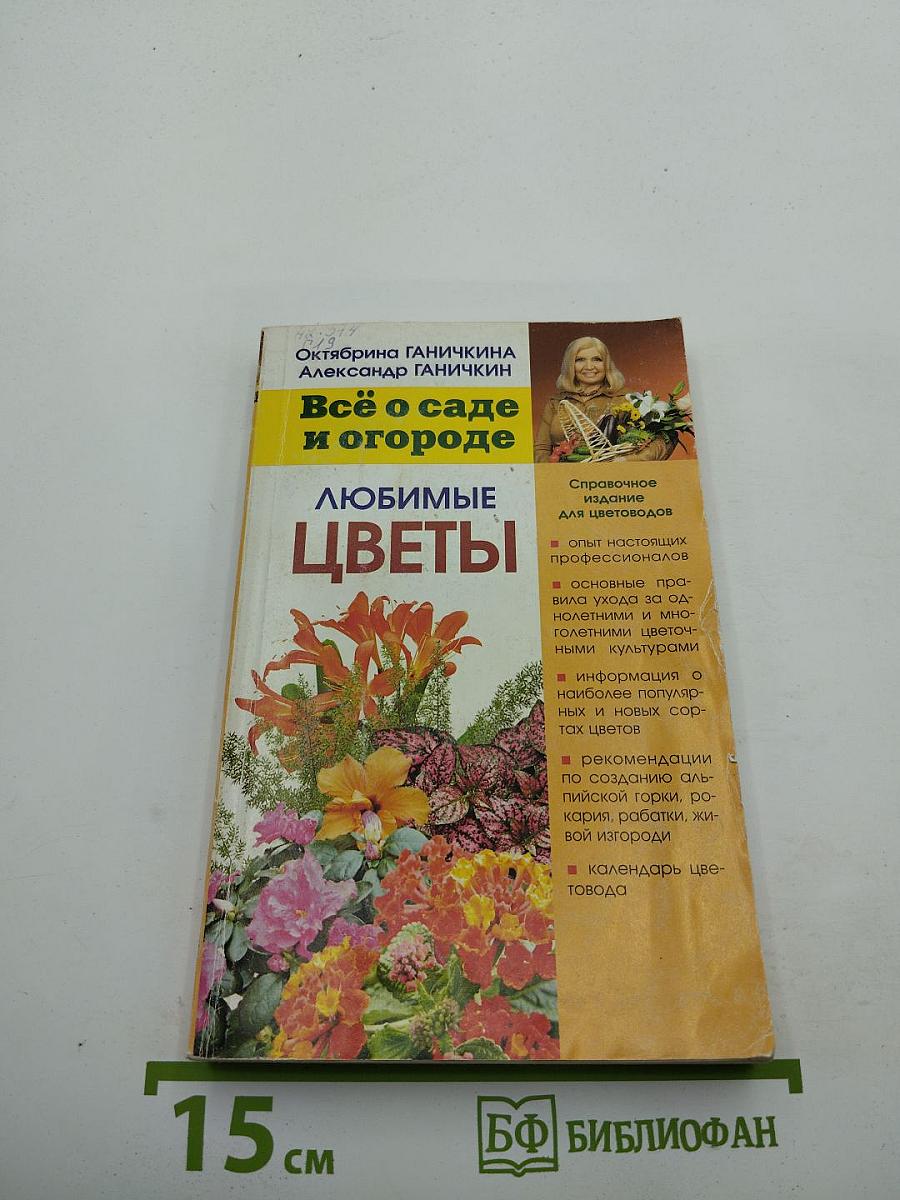 Октябрина ГАНИЧКИНА
Александр ГАНИЧКИН
Всё о саде
и огороде
ЛЮБИМЫЕ
ЦВЕТЫ
Справочное
издание
для цветоводов
опыт настоящих
профессионалов
основные пра-
вила ухода за од-
нолетними и мно-
голетними цветоч-
ными культурами
информация о
наиболее популяр-
ных и новых сор-
тах цветов
рекомендации
по созданию аль-
пийской горки, ро-
кария, рабатки, жи-
вой изгороди
календарь цве-
товода
15 см
БФ БИБЛИОФАН